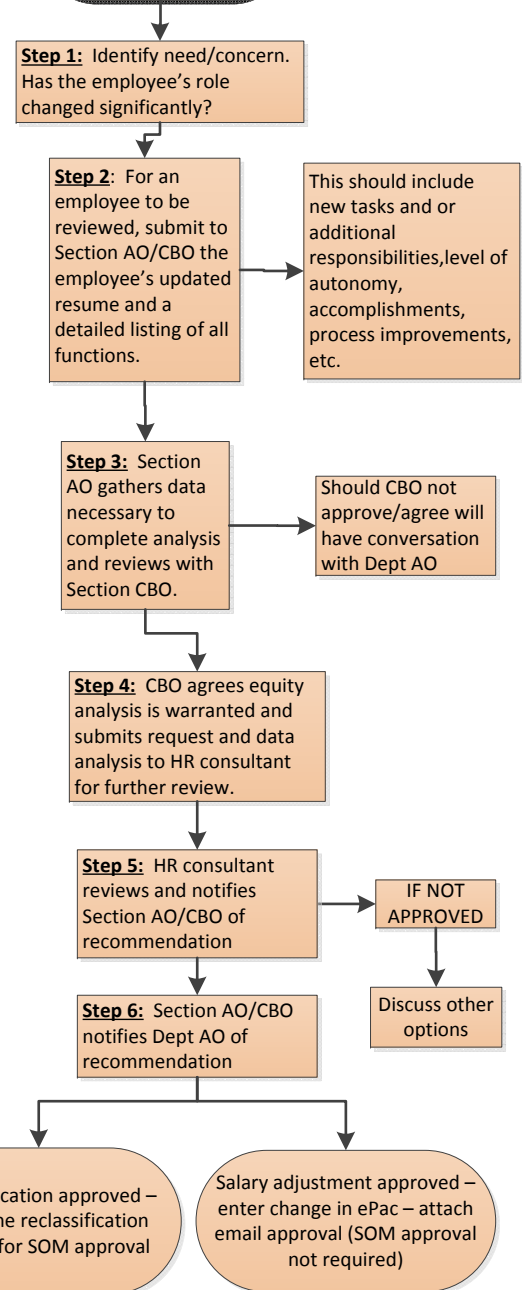 Step 1: Identify need/concern.
Has the employee's role
changed significantly?
Step 2: For an
employee to be
reviewed, submit to
Section AO/CBO the
employee's updated
resume and a
detailed listing of all
functions.
This should include
new tasks and or
additional
responsibilities,level of
autonomy,
accomplishments,
process improvements,
etc.
Step 3: Section
AO gathers data
necessary to
complete analysis
and reviews with
Section CBO.
Should CBO not
approve/agree will
have conversation
with Dept AO
Step 4: CBO agrees equity
analysis is warranted and
submits request and data
analysis to HR consultant
for further review.
Step 5: HR consultant
reviews and notifies
Section AO/CBO of
recommendation
IF NOT
APPROVED
Discuss other
options
Step 6: Section AO/CBO
notifies Dept AO of
recommendation
approved –
reclassification
for SOM approval
Salary adjustment approved –
enter change in ePac – attach
email approval (SOM approval
not required)